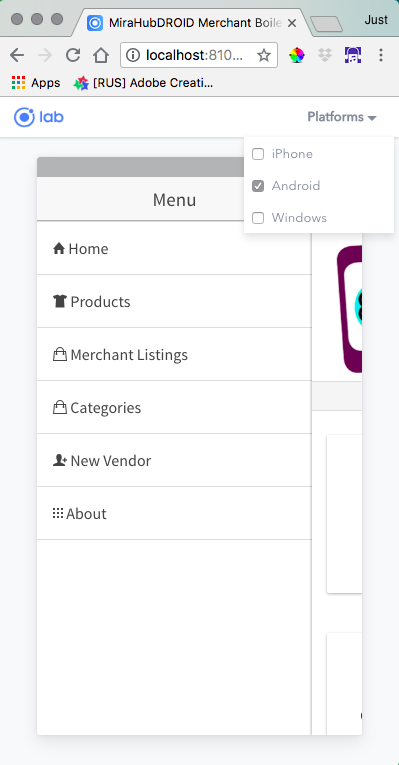 MiraHubDROID Merchant Boile
Just
localhost:810...
Apps
[RUS] Adobe Creati...
lab
Platforms
iPhone
Android
Windows
Menu
Home
Products
Merchant Listings
Categories
New Vendor
About